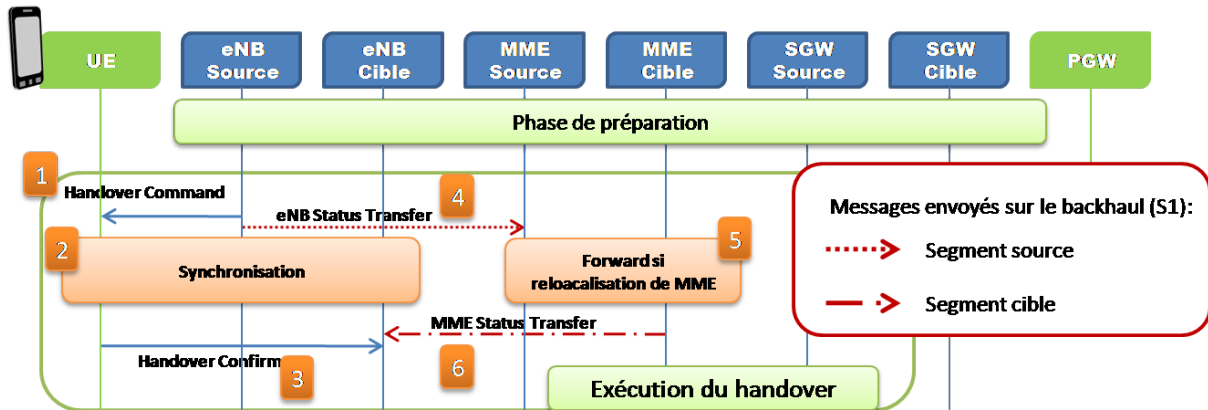 UE
eNB
Source
eNB
Cible
MME
Source
MME
Cible
SGW
Source
SGW
Cible
PGW
Phase de préparation
1
Handover Command
4
eNB Status Transfer
Messages envoyés sur le backhaul (S1):
Segment source
Segment cible
2
Synchronisation
5
Forward si
reloacalisation de MME
MME Status Transfer
Handover Confirm
3
6
Exécution du handover